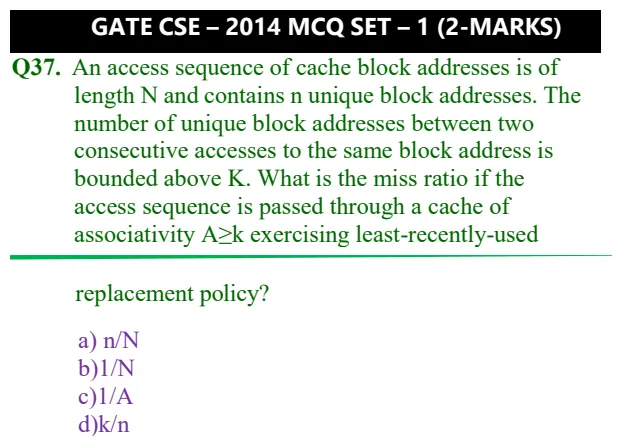 GATE CSE – 2014 MCQ SET – 1 (2-MARKS)
Q37. An access sequence of cache block addresses is of
length N and contains n unique block addresses. The
number of unique block addresses between two
consecutive accesses to the same block address is
bounded above K. What is the miss ratio if the
access sequence is passed through a cache of
associativity A≥k exercising least-recently-used
replacement policy?
a) n/N
b)1/N
c)1/A
d)k/n